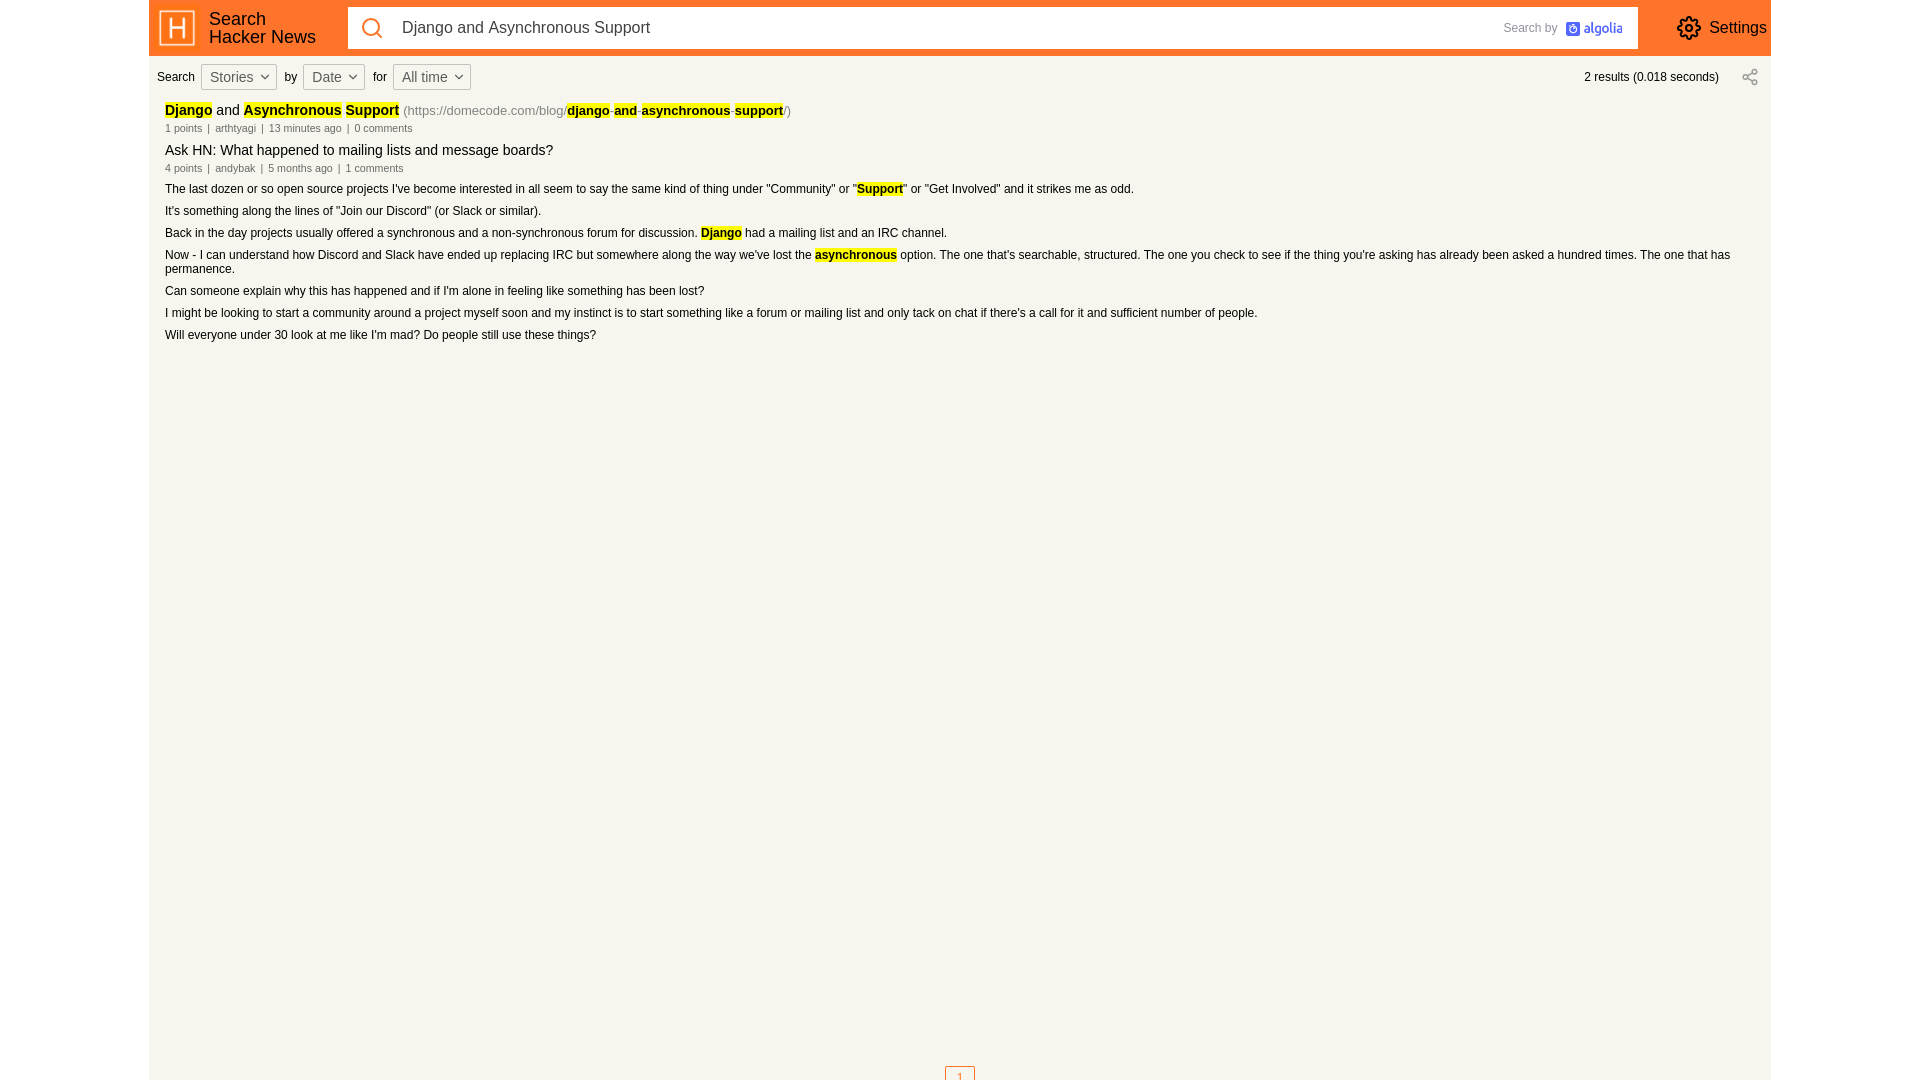 Search
Hacker News
Django and Asynchronous Support
Search by algolia
Settings
Search Stories by Date for All time
2 results (0.018 seconds)
Django and Asynchronous Support (https://domecode.com/blog/django-and-asynchronous-support/)
1 points | arthtyagi | 13 minutes ago | 0 comments
Ask HN: What happened to mailing lists and message boards?
4 points | andybak | 5 months ago | 1 comments
The last dozen or so open source projects I've become interested in all seem to say the same kind of thing under "Community" or "Support" or "Get Involved" and it strikes me as odd.
It's something along the lines of "Join our Discord" (or Slack or similar).
Back in the day projects usually offered a synchronous and a non-synchronous forum for discussion. Django had a mailing list and an IRC channel.
Now - I can understand how Discord and Slack have ended up replacing IRC but somewhere along the way we've lost the asynchronous option. The one that's searchable, structured. The one you check to see if the thing you're asking has already been asked a hundred times. The one that has
permanence.
Can someone explain why this has happened and if I'm alone in feeling like something has been lost?
I might be looking to start a community around a project myself soon and my instinct is to start something like a forum or mailing list and only tack on chat if there's a call for it and sufficient number of people.
Will everyone under 30 look at me like I'm mad? Do people still use these things?
1